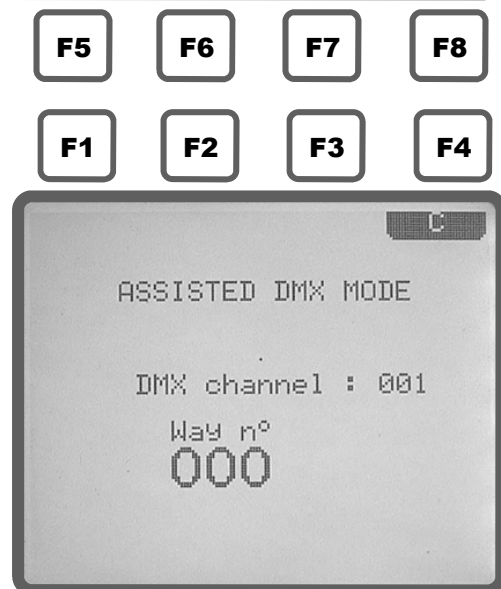 F5 F6 F7 F8
F1 F2 F3 F4
C
ASSISTED DMX MODE
DMX channel : 001
Way n°
000